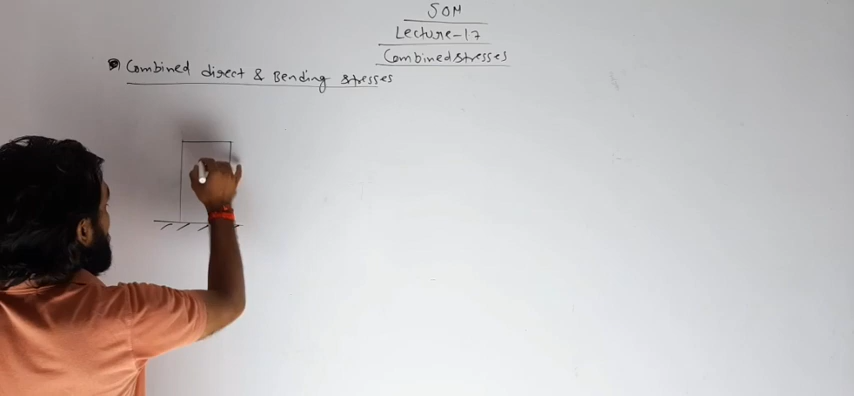 SOM
Lecture-17
Combined stresses
Combined direct & Bending stresses